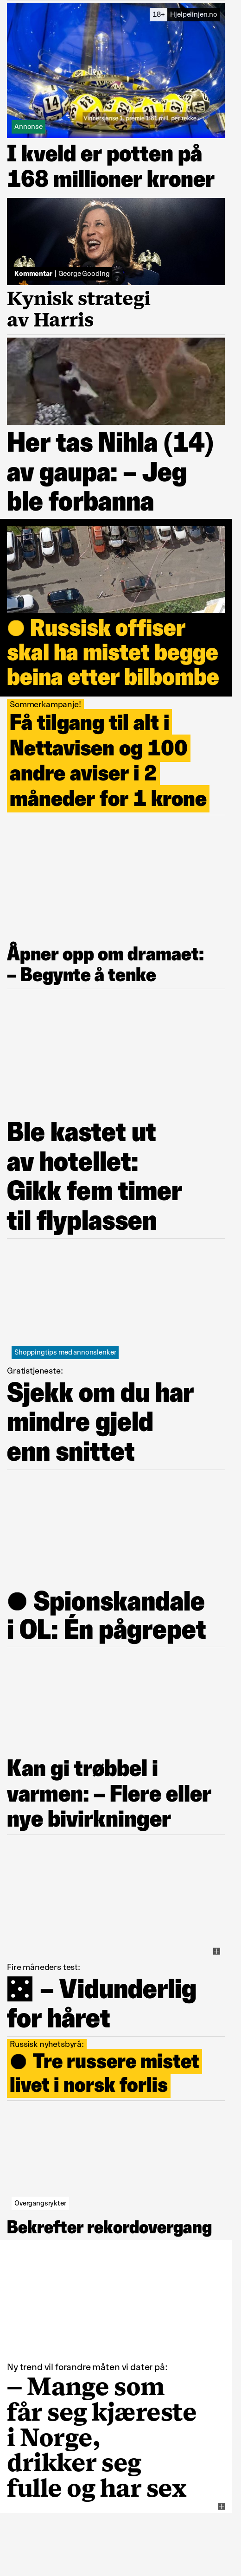 18+ Hjelpelinjen.no
Vinnersjanse 1. premie 1:61 mill. per rekke
Annonse
I kveld er potten på
168 millioner kroner
Kommentar | George Gooding
Kynisk strategi
av Harris
Her tas Nihla (14)
av gaupa: – Jeg
ble forbanna
● Russisk offiser
skal ha mistet begge
beina etter bilbombe
Sommerkampanje!
Få tilgang til alt i
Nettavisen og 100
andre aviser i 2
måneder for 1 krone
Åpner opp om dramaet:
– Begynte å tenke
Ble kastet ut
av hotellet:
Gikk fem timer
til flyplassen
Shoppingtips med annonselenker
Gratistjeneste:
Sjekk om du har
mindre gjeld
enn snittet
● Spionskandale
i OL: Én pågrepet
Kan gi trøbbel i
varmen: – Flere eller
nye bivirkninger
Fire måneders test:
⚄ – Vidunderlig
for håret
Russisk nyhetsbyrå:
● Tre russere mistet
livet i norsk forlis
Overgangsrykter
Bekrefter rekordovergang
Ny trend vil forandre måten vi dater på:
– Mange som
får seg kjæreste
i Norge,
drikker seg
fulle og har sex